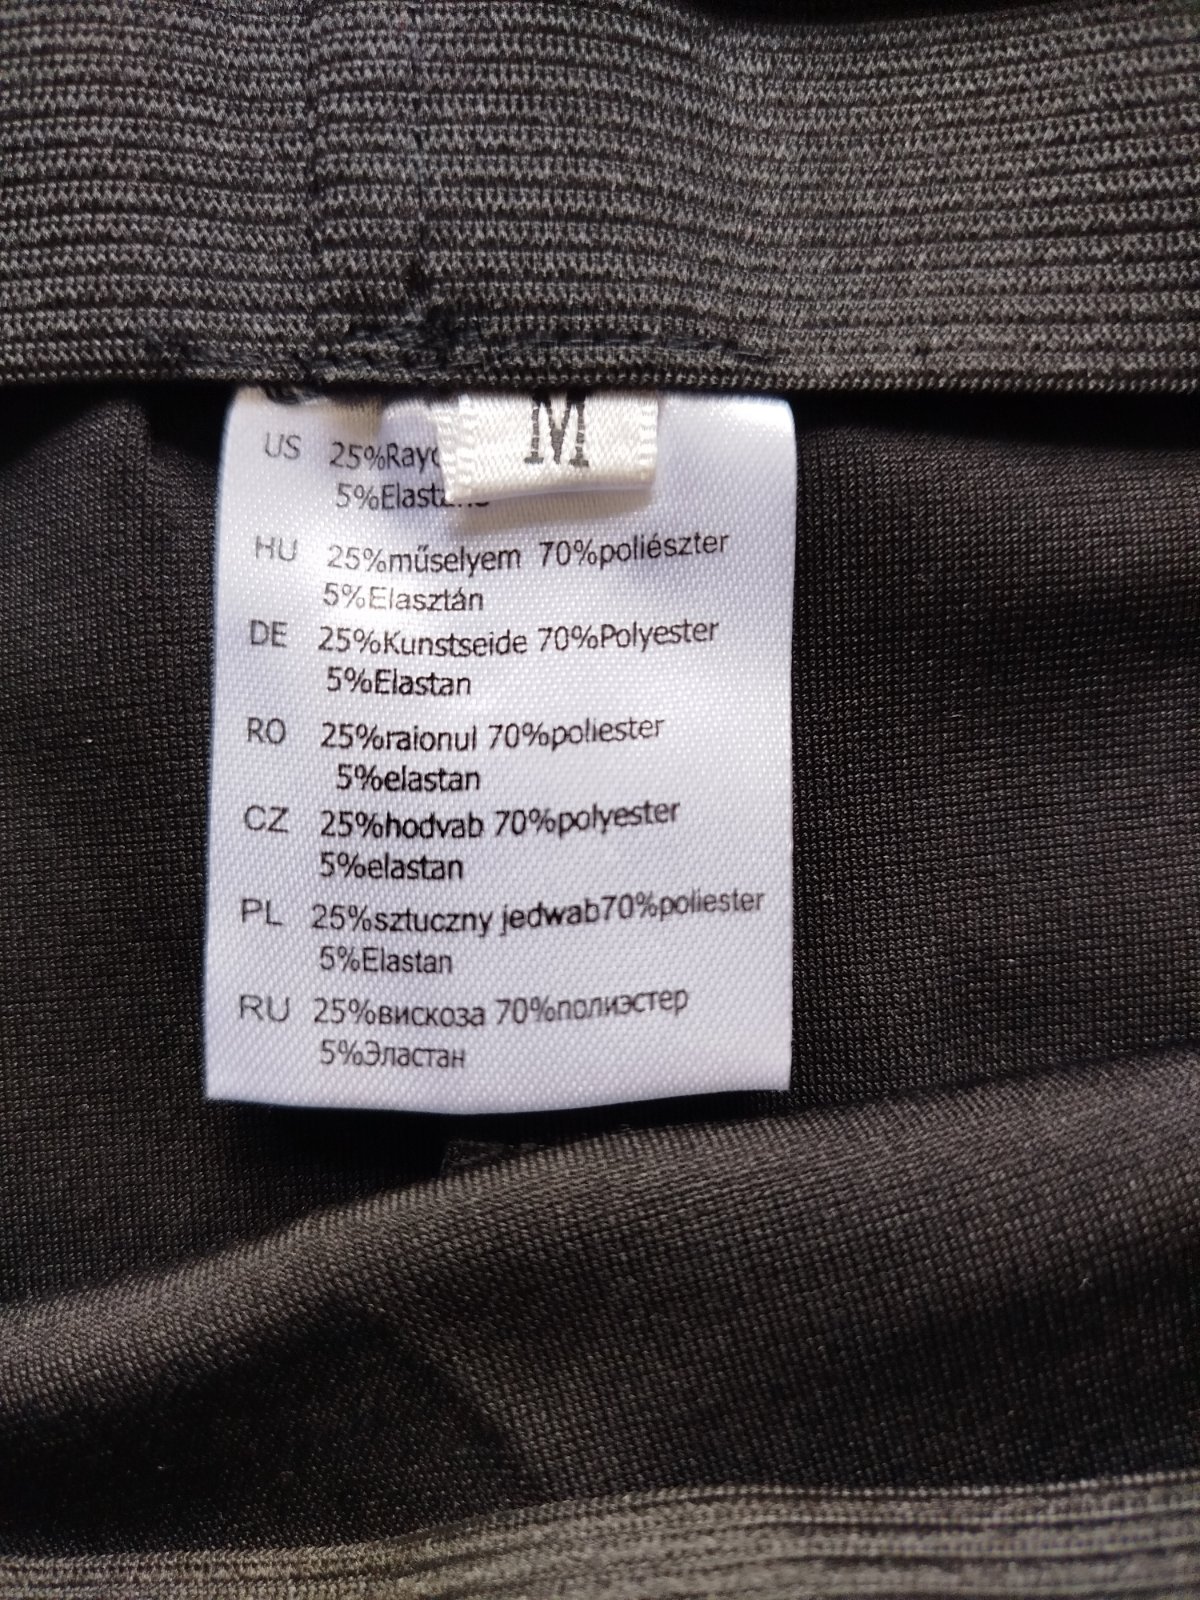 M
US 25%Rayo
5%Elast
HU 25%műselyem 70%poliészter
5%Elasztán
DE 25%Kunstseide 70%Polyester
5%Elastan
RO 25%raionul 70%poliester
5%elastan
CZ 25%hodvab 70%polyester
5%elastan
PL 25%sztuczny jedwab70%poliester
5%Elastan
RU 25%вискоза 70%полиэстер
5%Эластан